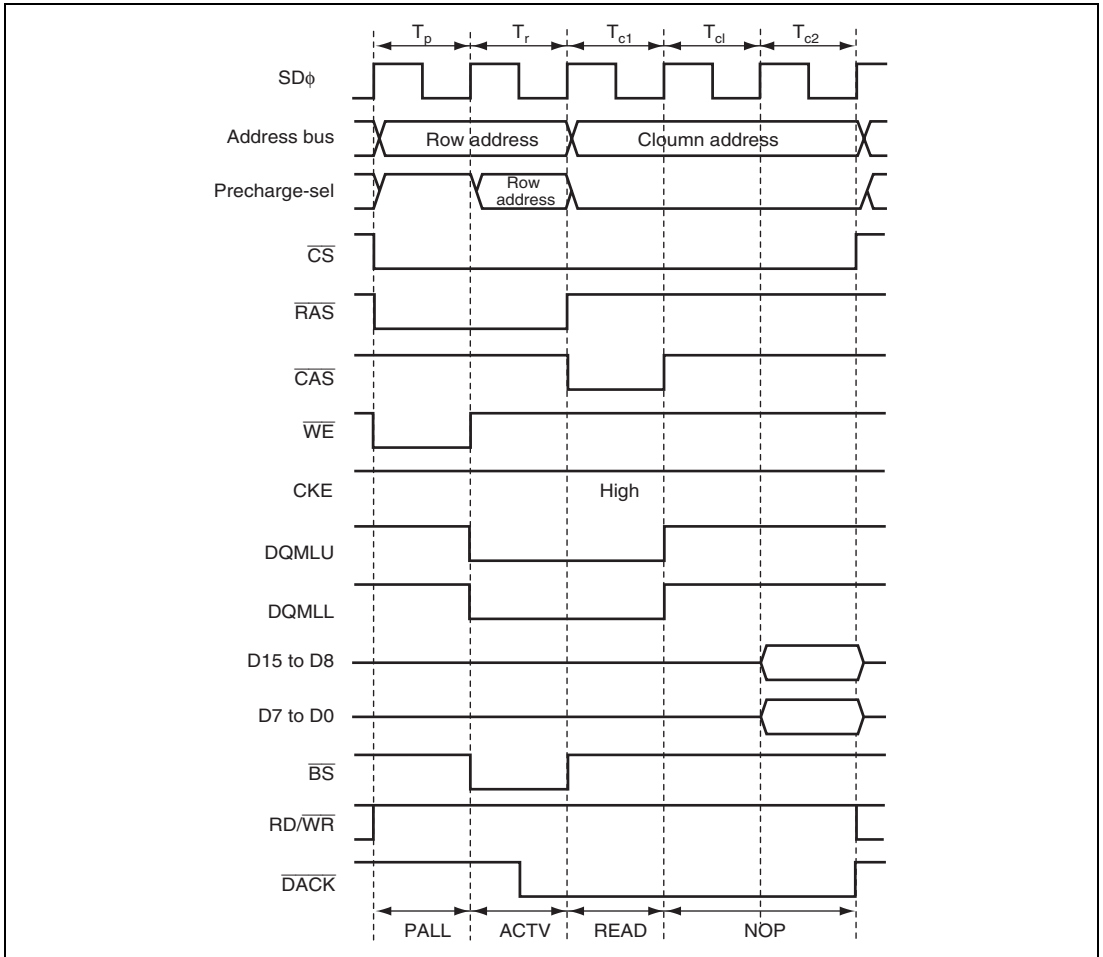 Tp Tr Tc1 Tcl Tc2
SDϕ
Address bus Row address Cloumn address
Precharge-sel Row address
CS
RAS
CAS
WE
CKE High
DQMLU
DQMLL
D15 to D8
D7 to D0
BS
RD/WR
DACK
PALL ACTV READ NOP